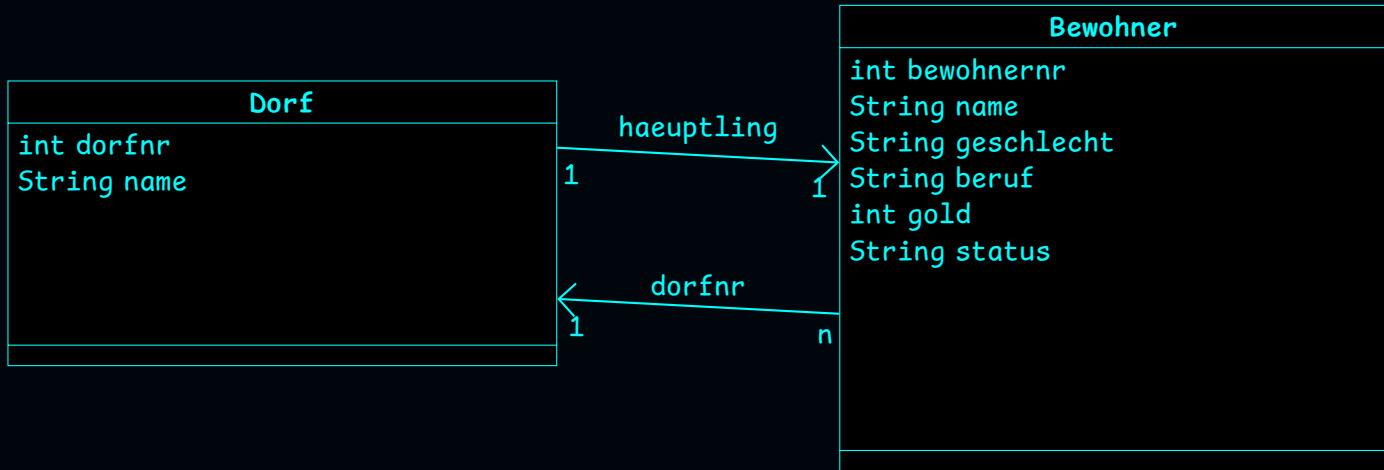 Dorf
int dorfnr
String name
haeuptling
1
1
dorfnr
1
n
Bewohner
int bewohnernr
String name
String geschlecht
String beruf
int gold
String status